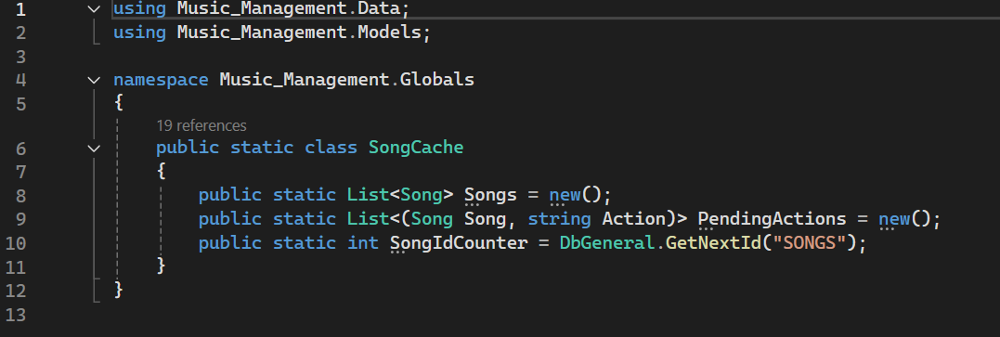 1 using Music_Management.Data;
2 using Music_Management.Models;
3
4 namespace Music_Management.Globals
5 {
19 references
6 public static class SongCache
7 {
8 public static List<Song> Songs = new();
9 public static List<(Song Song, string Action)> PendingActions = new();
10 public static int SongIdCounter = DbGeneral.GetNextId("SONGS");
11 }
12 }
13